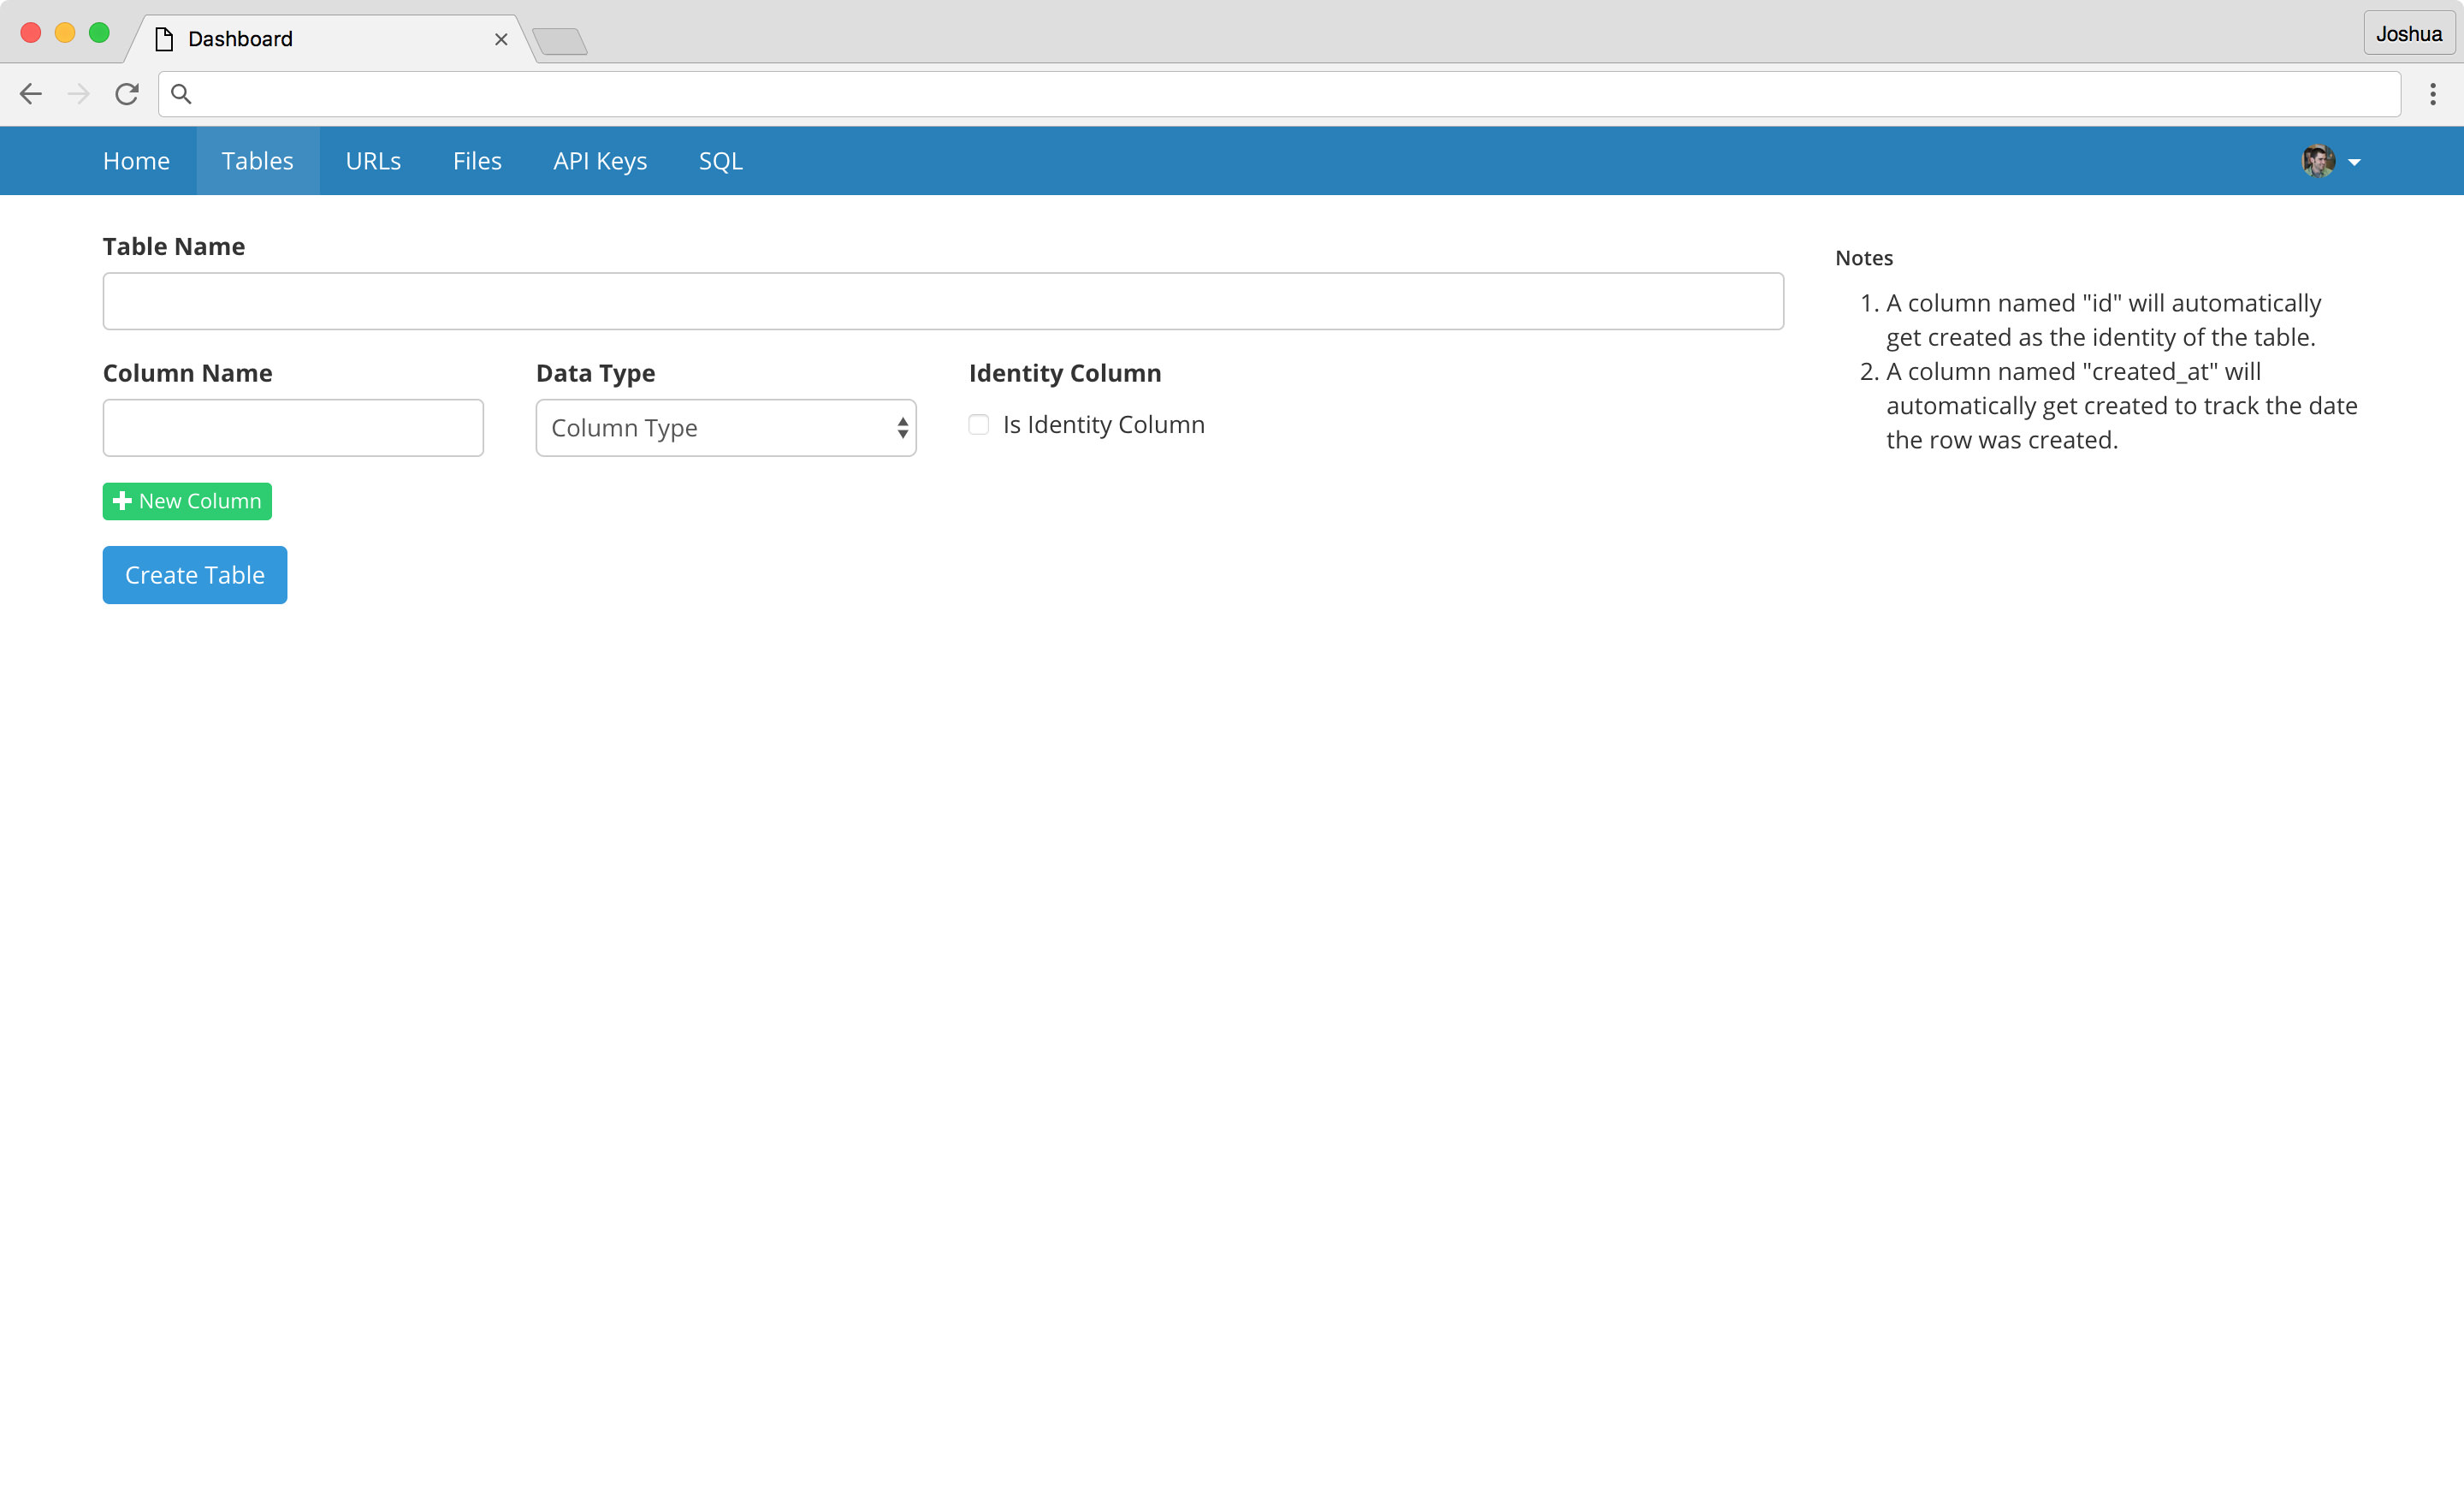 Dashboard
Joshua
Home Tables URLs Files API Keys SQL
Table Name
Column Name Data Type Identity Column
Column Type Is Identity Column
New Column
Create Table
Notes
1. A column named "id" will automatically
get created as the identity of the table.
2. A column named "created_at" will
automatically get created to track the date
the row was created.